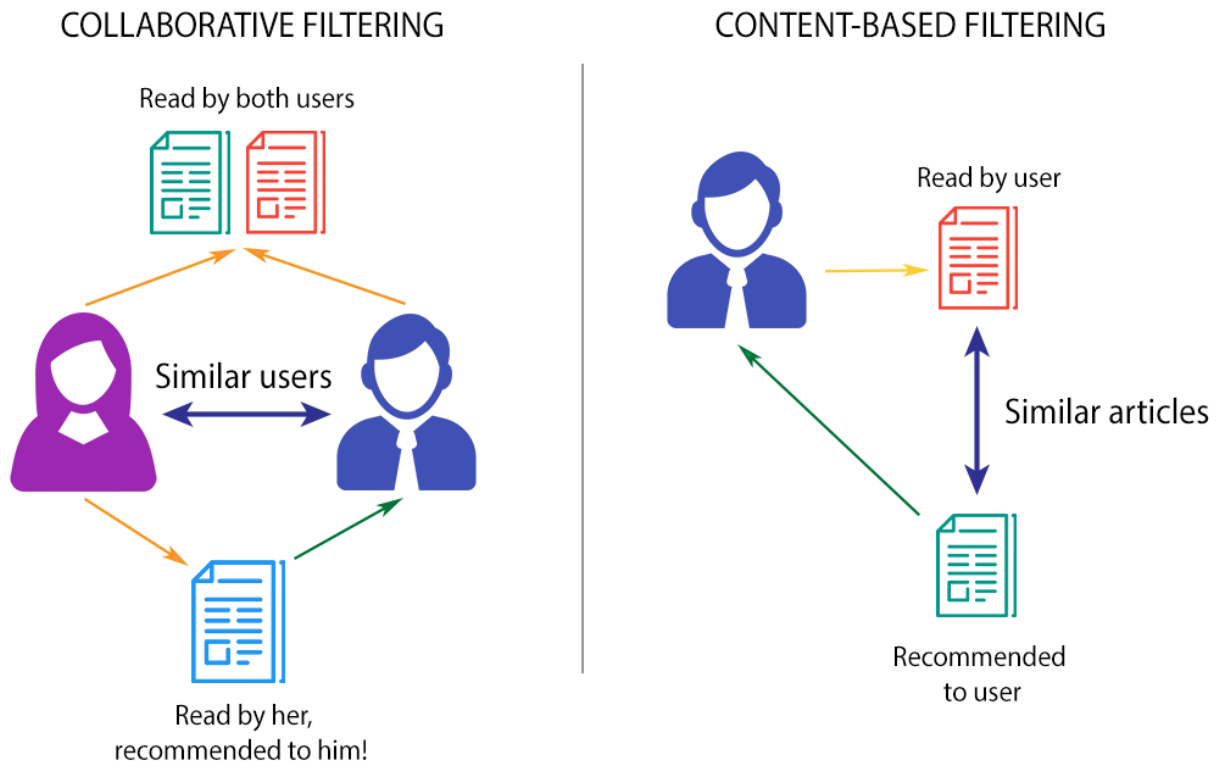 COLLABORATIVE FILTERING
Read by both users
Similar users
Read by her,
recommended to him!
CONTENT-BASED FILTERING
Read by user
Similar articles
Recommended
to user